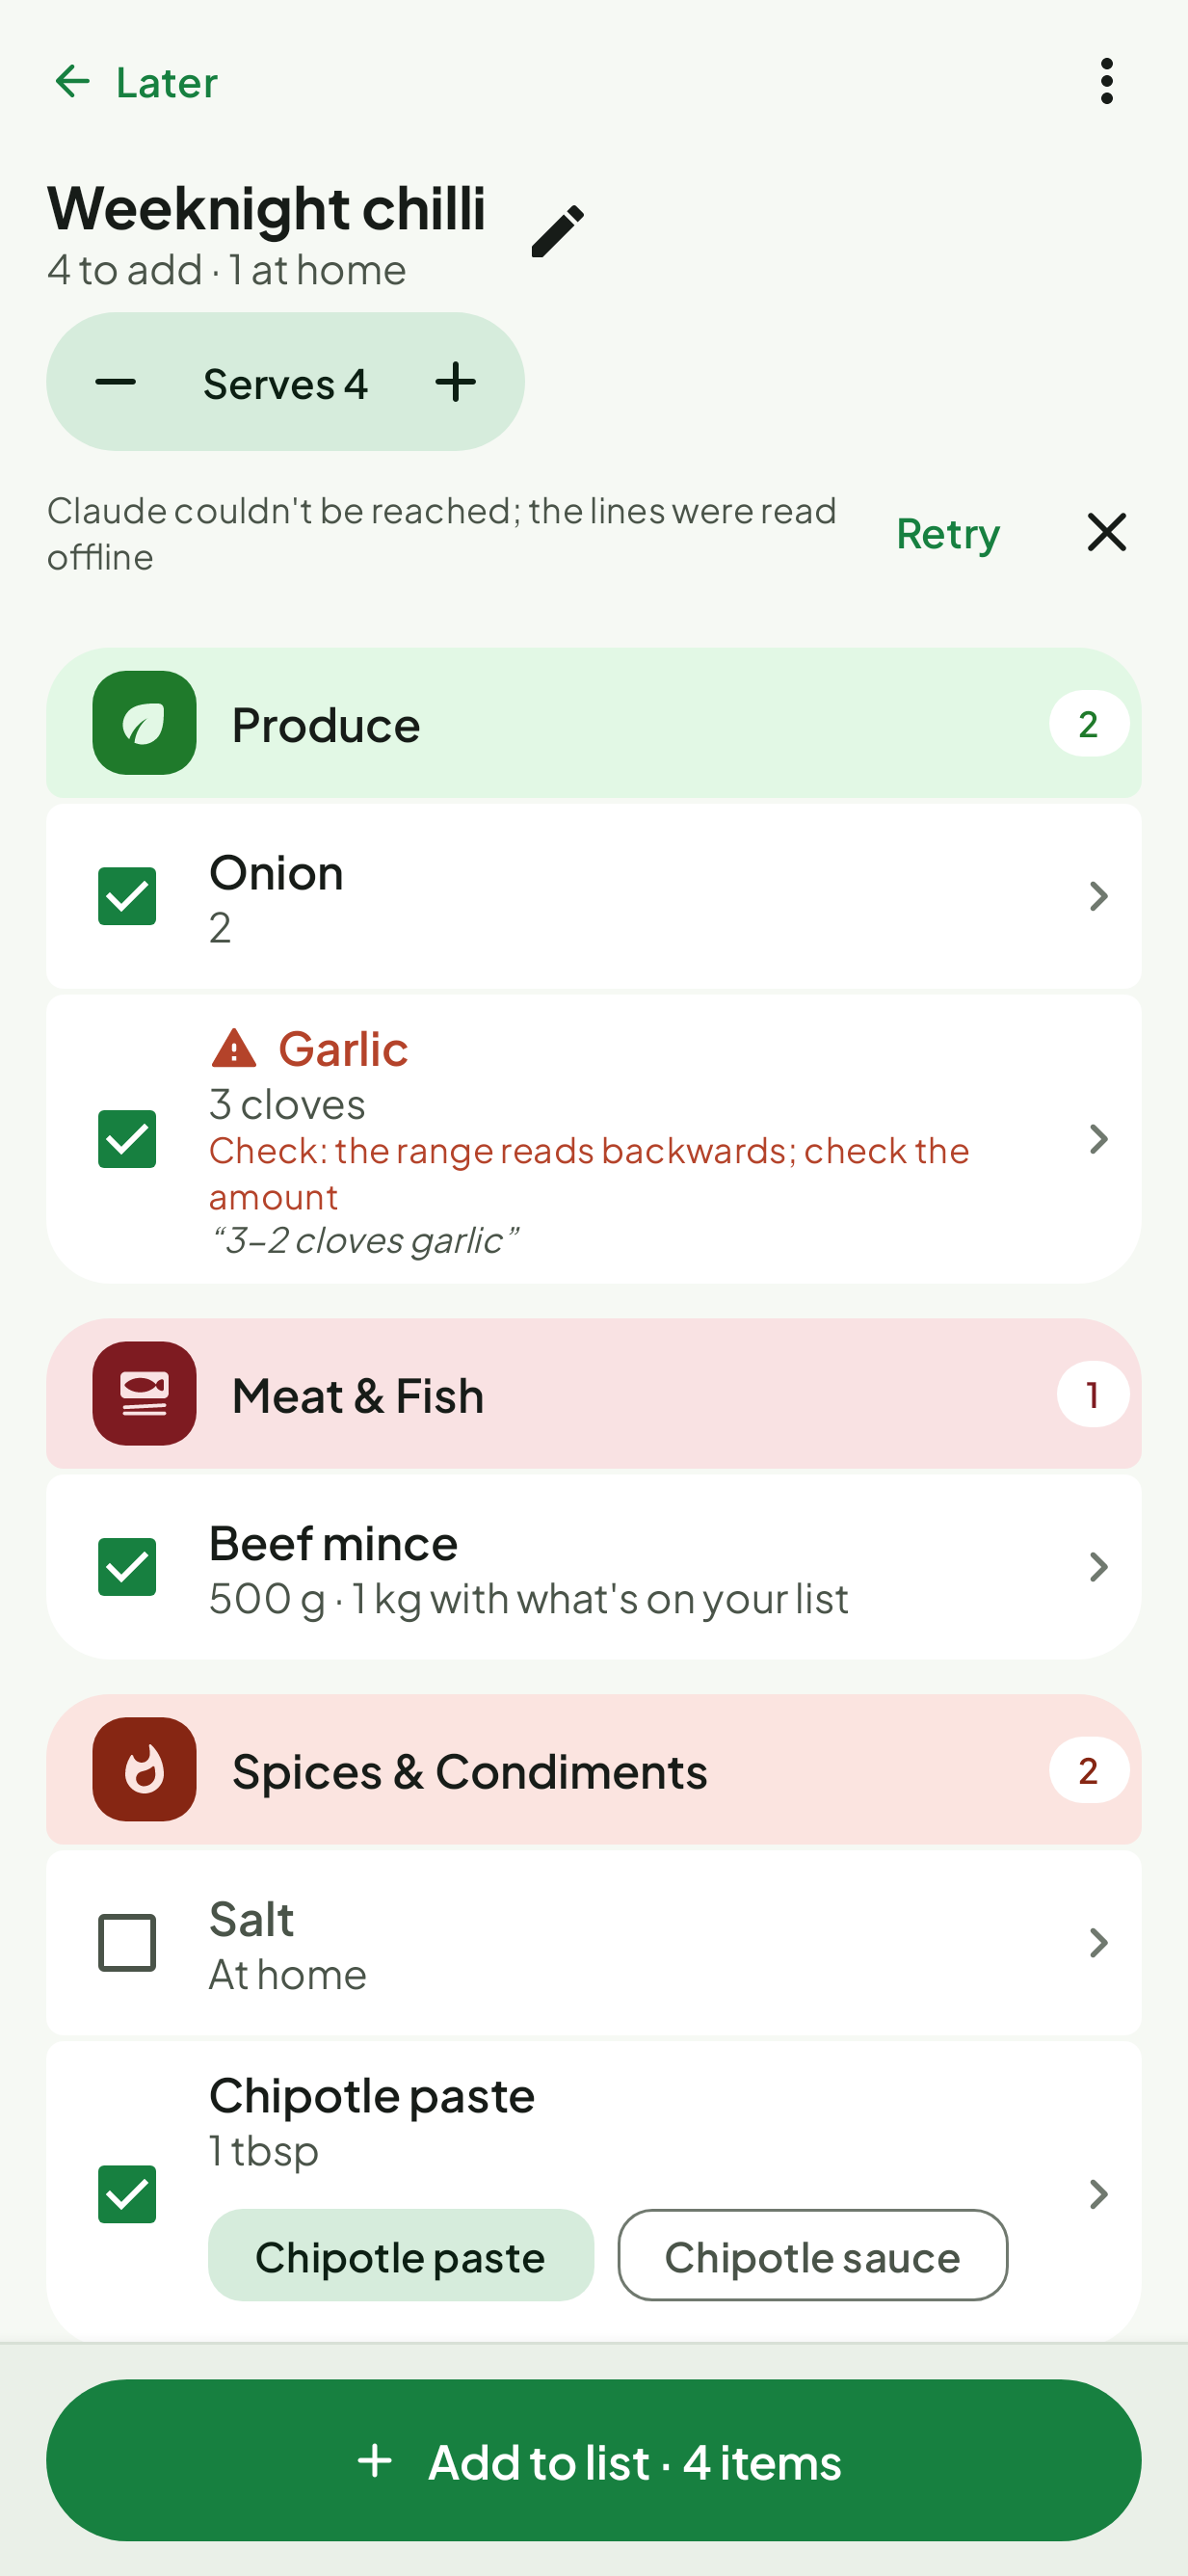 Later
Weeknight chilli
4 to add · 1 at home
Serves 4
Claude couldn't be reached; the lines were read
offline
Retry
Produce
2
Onion
2
Garlic
3 cloves
Check: the range reads backwards; check the
amount
“3–2 cloves garlic”
Meat & Fish
1
Beef mince
500 g · 1 kg with what's on your list
Spices & Condiments
2
Salt
At home
Chipotle paste
1 tbsp
Chipotle paste
Chipotle sauce
Add to list · 4 items